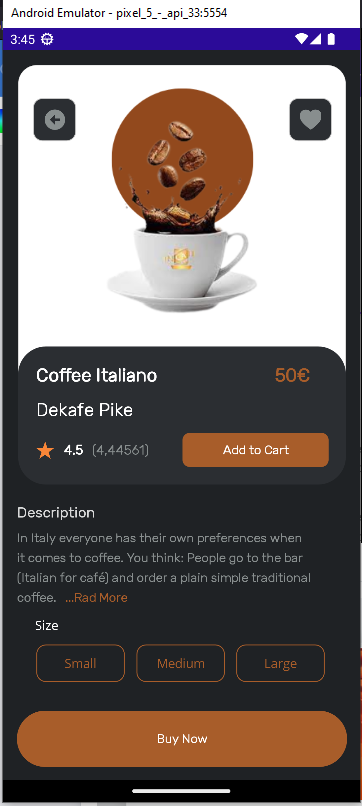 Android Emulator - pixel_5_-_api_33:5554
3:45
Coffee Italiano 50€
Dekafe Pike
4.5 (4,44561) Add to Cart
Description
In Italy everyone has their own preferences when
it comes to coffee. You think: People go to the bar
(Italian for café) and order a plain simple traditional
coffee. ...Rad More
Size
Small Medium Large
Buy Now